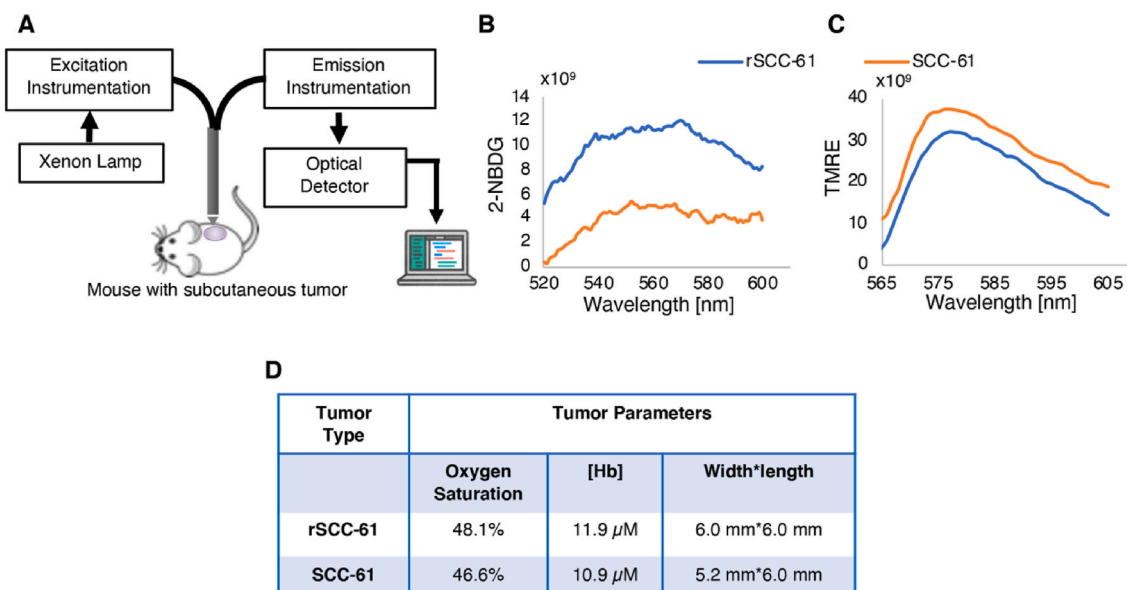 A
Excitation
Instrumentation
Emission
Instrumentation
Xenon Lamp
Optical
Detector
Mouse with subcutaneous tumor
B
C
rSCC-61
SCC-61
x10⁹
14
12
10
8
6
4
2
0
2-NBDG
520 540 560 580 600
Wavelength [nm]
x10⁹
40
30
20
10
0
TMRE
565 575 585 595 605
Wavelength [nm]
D
Tumor
Type
Tumor Parameters
Oxygen
Saturation
[Hb]
Width*length
rSCC-61 48.1% 11.9 µM 6.0 mm*6.0 mm
SCC-61 46.6% 10.9 µM 5.2 mm*6.0 mm